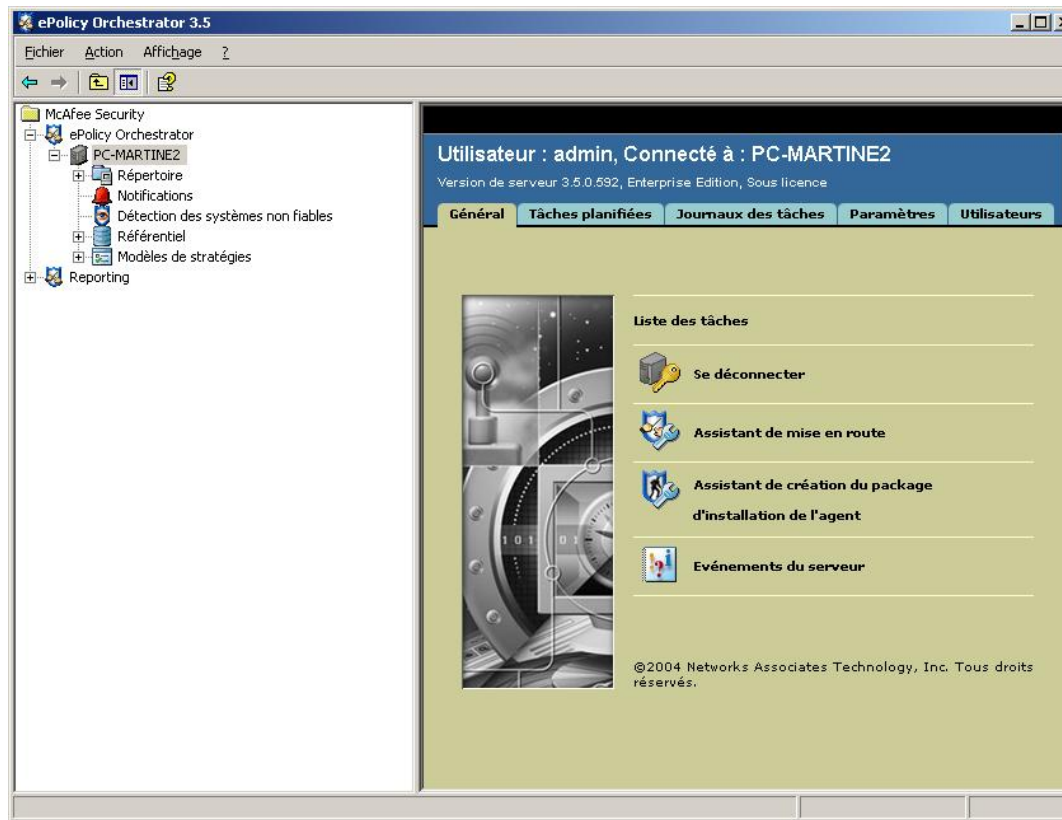 ePolicy Orchestrator 3.5
Fichier Action Affichage ?
McAfee Security
ePolicy Orchestrator
PC-MARTINE2
Répertoire
Notifications
Détection des systèmes non fiables
Référentiel
Modèles de stratégies
Reporting
Utilisateur : admin, Connecté à : PC-MARTINE2
Version de serveur 3.5.0.592, Enterprise Edition, Sous licence
Général Tâches planifiées Journaux des tâches Paramètres Utilisateurs
Liste des tâches
Se déconnecter
Assistant de mise en route
Assistant de création du package
d'installation de l'agent
Evénements du serveur
101 01
©2004 Networks Associates Technology, Inc. Tous droits
réservés.